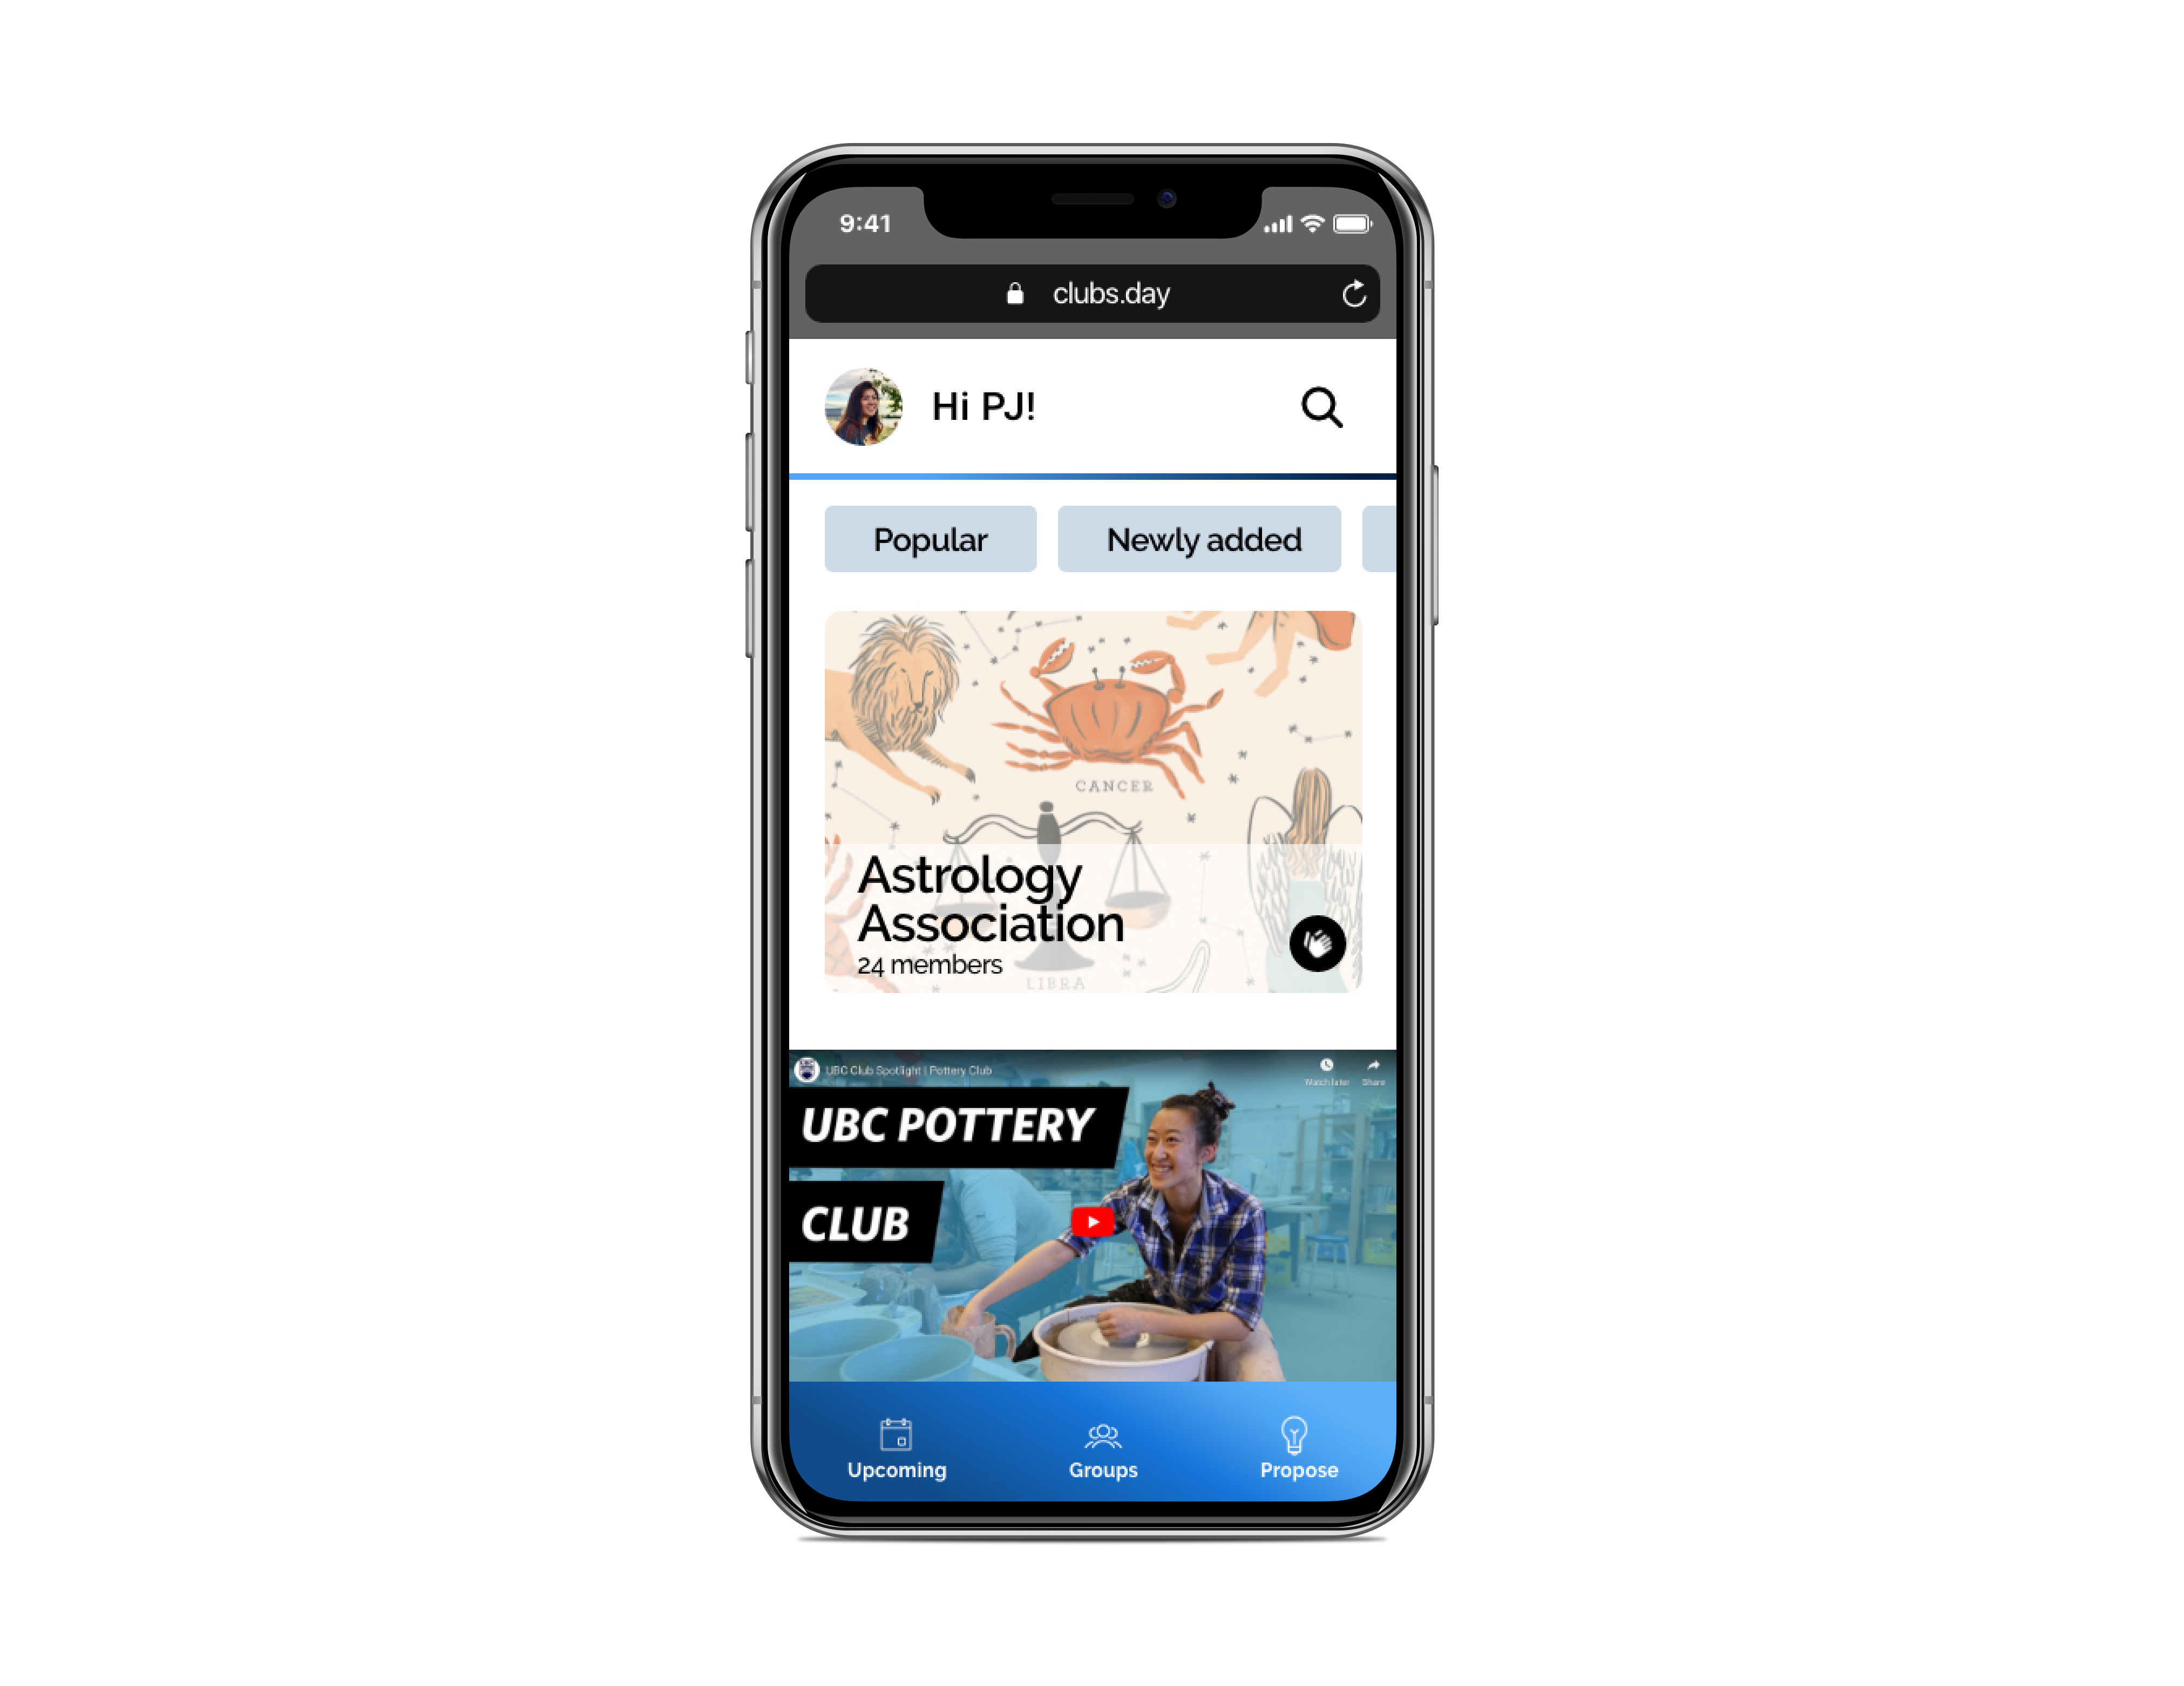 9:41
clubs.day
Hi PJ!
Popular
Newly added
CANCER
Astrology
Association
24 members
LIBRA
UBC Club Spotlight | Pottery Club
Watch later
Share
UBC POTTERY
CLUB
Upcoming
Groups
Propose